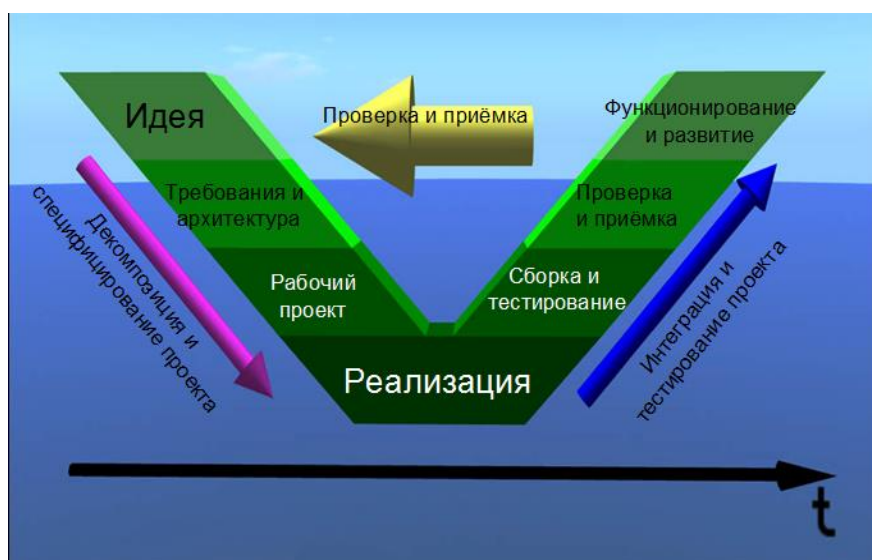 Идея
Проверка и приёмка
Функционирование
и развитие
Требования и
архитектура
Проверка
и приёмка
Декомпозиция и
специфицирование проекта
Рабочий
проект
Сборка и
тестирование
Интеграция и
тестирование проекта
Реализация
t